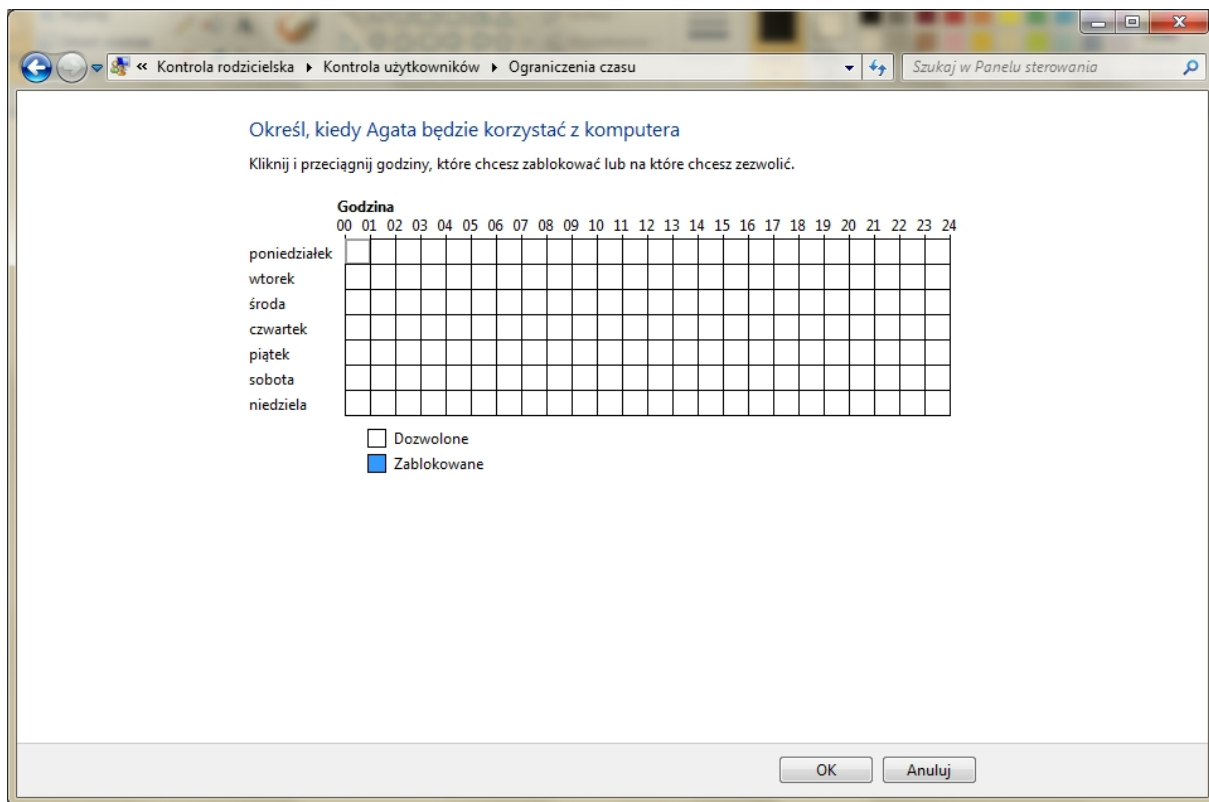 « Kontrola rodzicielska ▸ Kontrola użytkowników ▸ Ograniczenia czasu
Szukaj w Panelu sterowania
Określ, kiedy Agata będzie korzystać z komputera
Kliknij i przeciągnij godziny, które chcesz zablokować lub na które chcesz zezwolić.
Godzina
00 01 02 03 04 05 06 07 08 09 10 11 12 13 14 15 16 17 18 19 20 21 22 23 24
poniedziałek
wtorek
środa
czwartek
piątek
sobota
niedziela
Dozwolone
Zablokowane
OK Anuluj